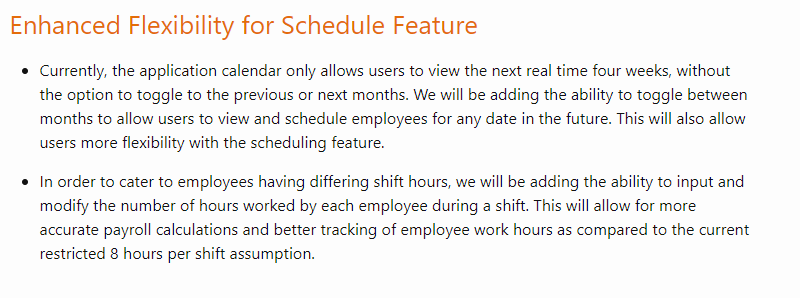 Enhanced Flexibility for Schedule Feature
Currently, the application calendar only allows users to view the next real time four weeks, without
the option to toggle to the previous or next months. We will be adding the ability to toggle between
months to allow users to view and schedule employees for any date in the future. This will also allow
users more flexibility with the scheduling feature.
In order to cater to employees having differing shift hours, we will be adding the ability to input and
modify the number of hours worked by each employee during a shift. This will allow for more
accurate payroll calculations and better tracking of employee work hours as compared to the current
restricted 8 hours per shift assumption.